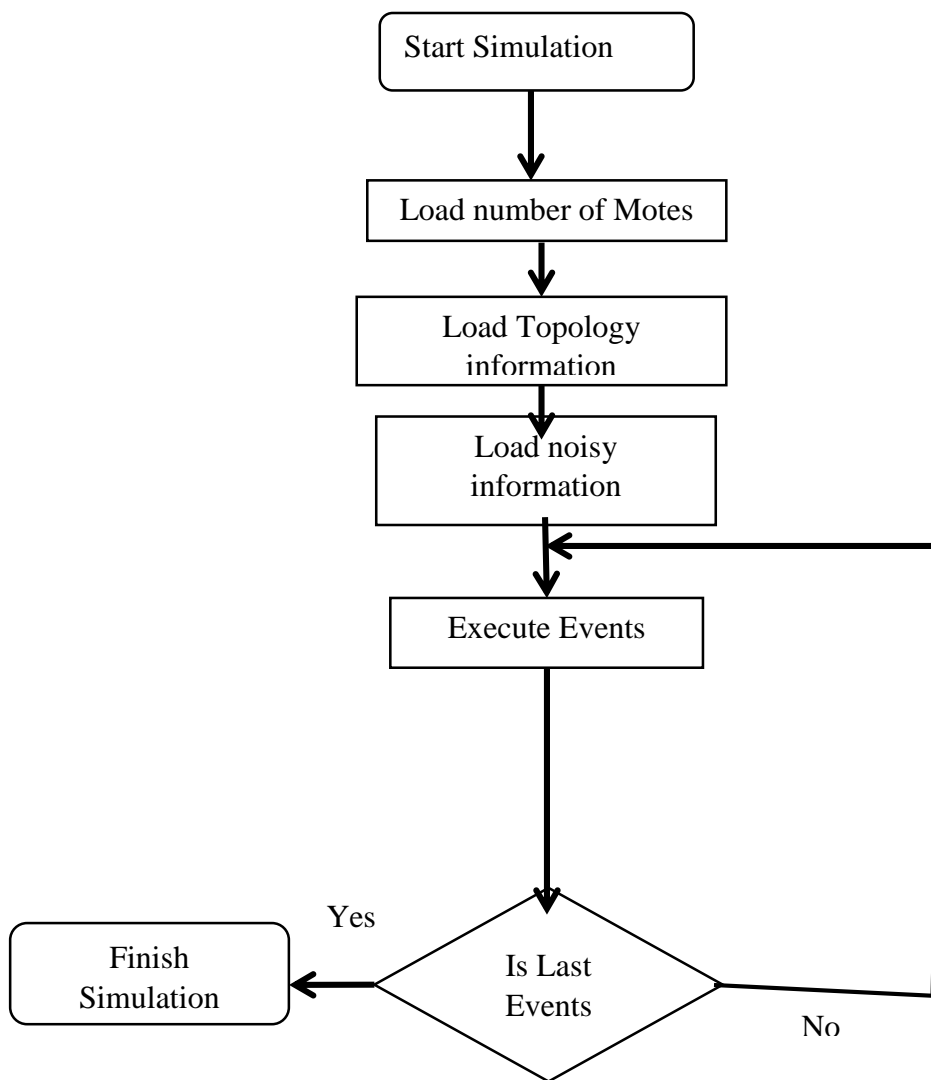 Start Simulation
Load number of Motes
Load Topology
information
Load noisy
information
Execute Events
Yes
Finish
Simulation
Is Last
Events
No